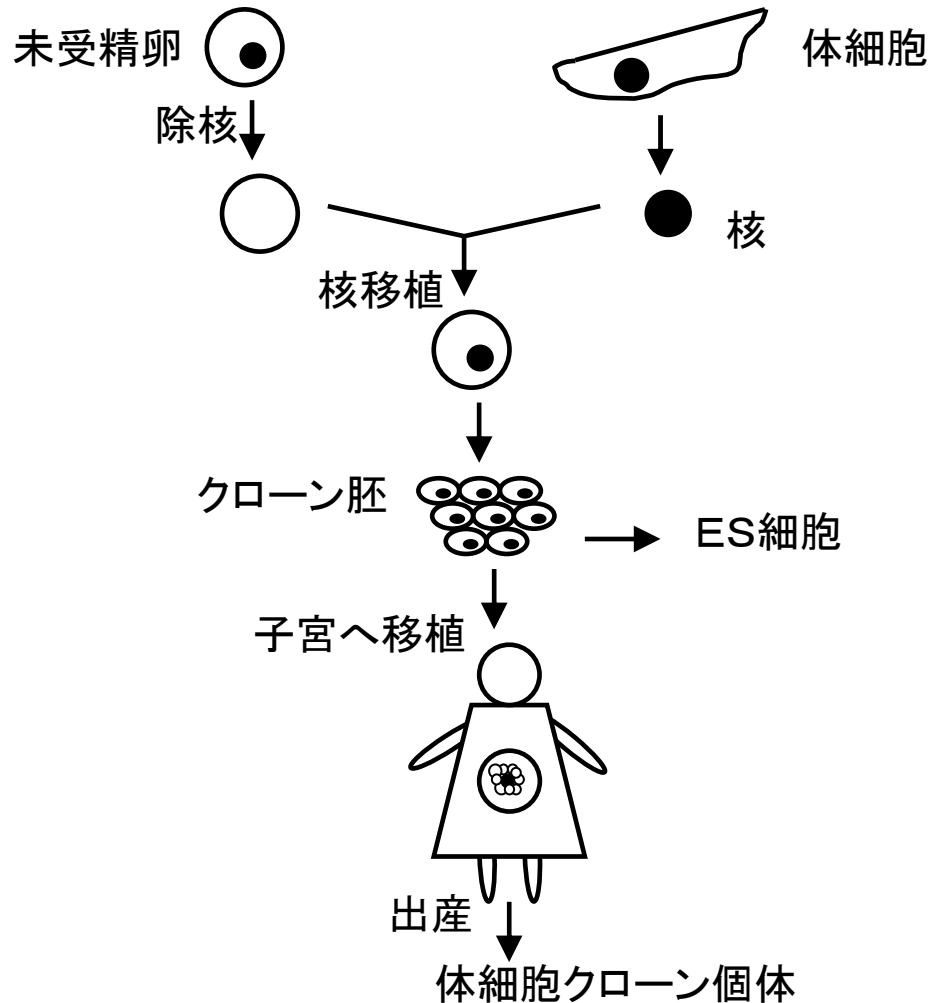 未受精卵
体細胞
除核
核
核移植
クローン胚
ES細胞
子宮へ移植
出産
体細胞クローン個体